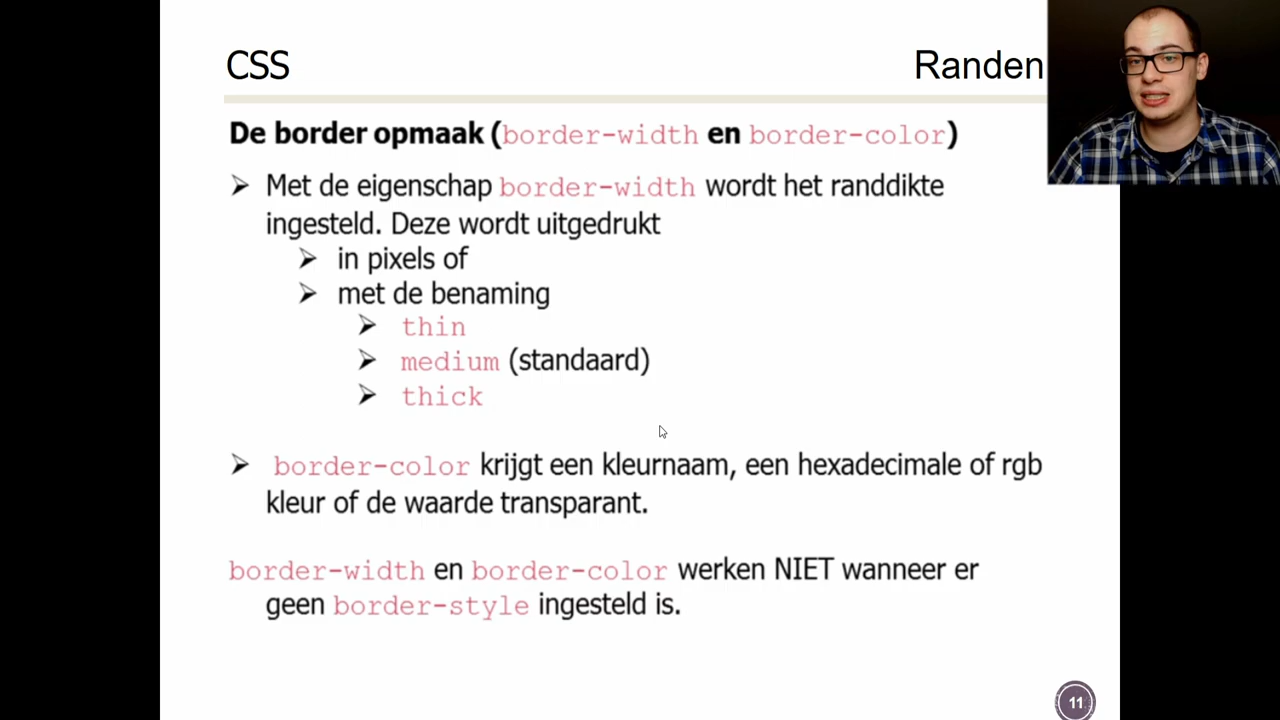 CSS
Randen
De border opmaak (border-width en border-color)
➢ Met de eigenschap border-width wordt het randdikte
ingesteld. Deze wordt uitgedrukt
➢ in pixels of
➢ met de benaming
➢ thin
➢ medium (standaard)
➢ thick
➢ border-color krijgt een kleurnaam, een hexadecimale of rgb
kleur of de waarde transparant.
border-width en border-color werken NIET wanneer er
geen border-style ingesteld is.
11